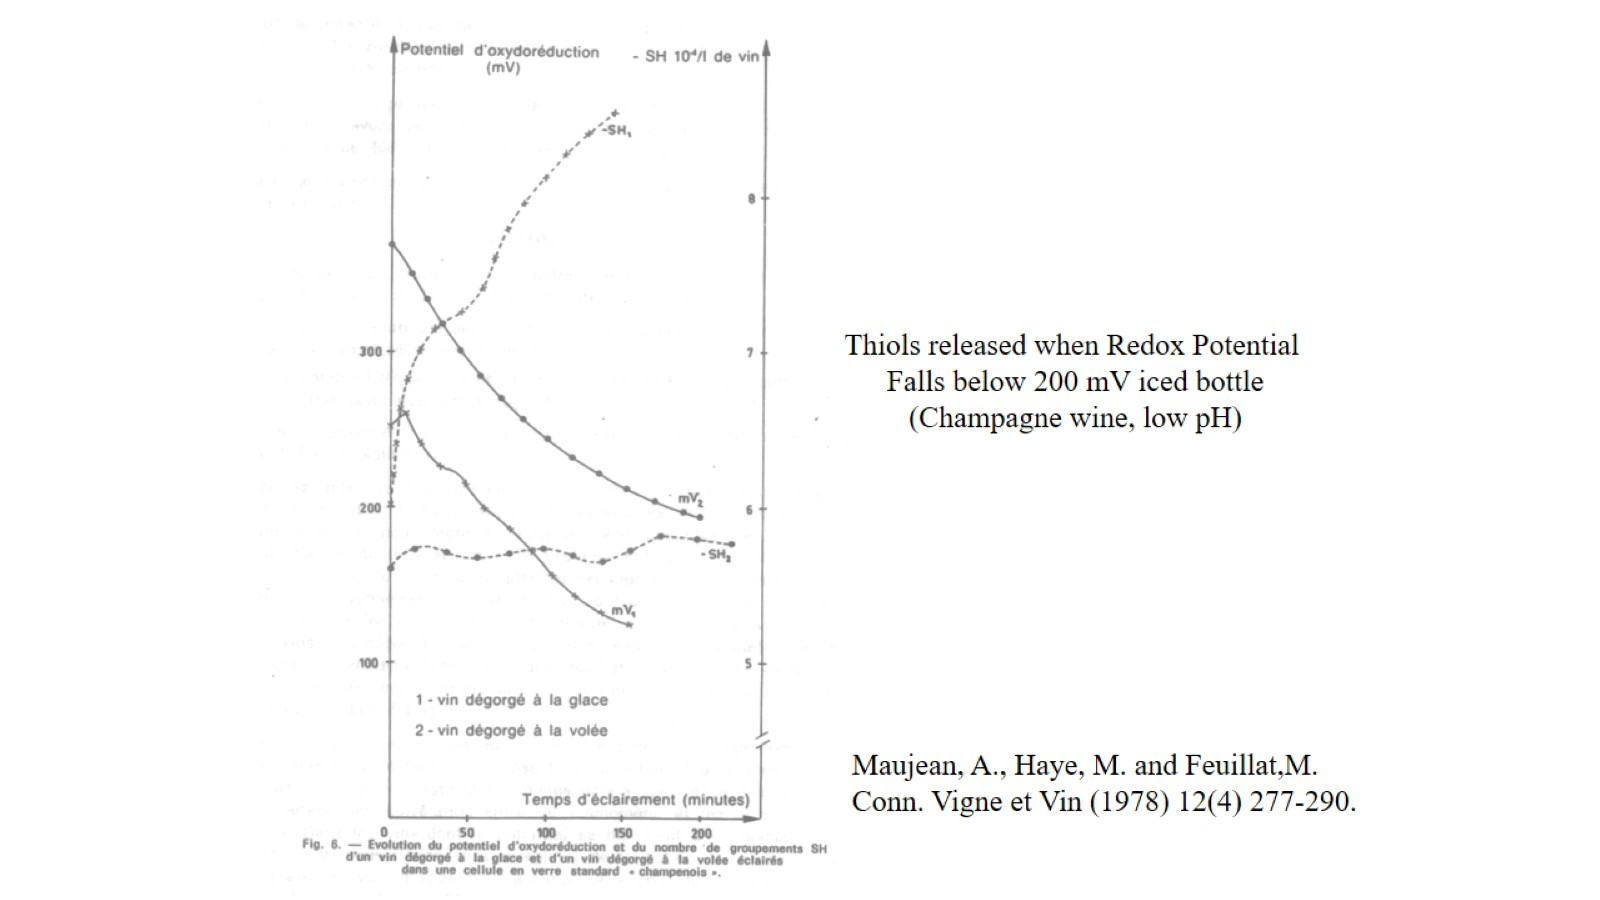 Potentiel d'oxydoréduction
(mV)
- SH 10⁻⁴/l de vin
-SH₁
8
300
7
mV₂
200
6
-SH₂
mV₁
100
5
1 - vin dégorgé à la glace
2 - vin dégorgé à la volée
Temps d'éclairement (minutes)
0 50 100 150 200
Fig. 6. — Evolution du potentiel d'oxydoréduction et du nombre de groupements SH
d'un vin dégorgé à la glace et d'un vin dégorgé à la volée éclairés
dans une cellule en verre standard « champenois ».
Thiols released when Redox Potential
Falls below 200 mV iced bottle
(Champagne wine, low pH)
Maujean, A., Haye, M. and Feuillat,M.
Conn. Vigne et Vin (1978) 12(4) 277-290.